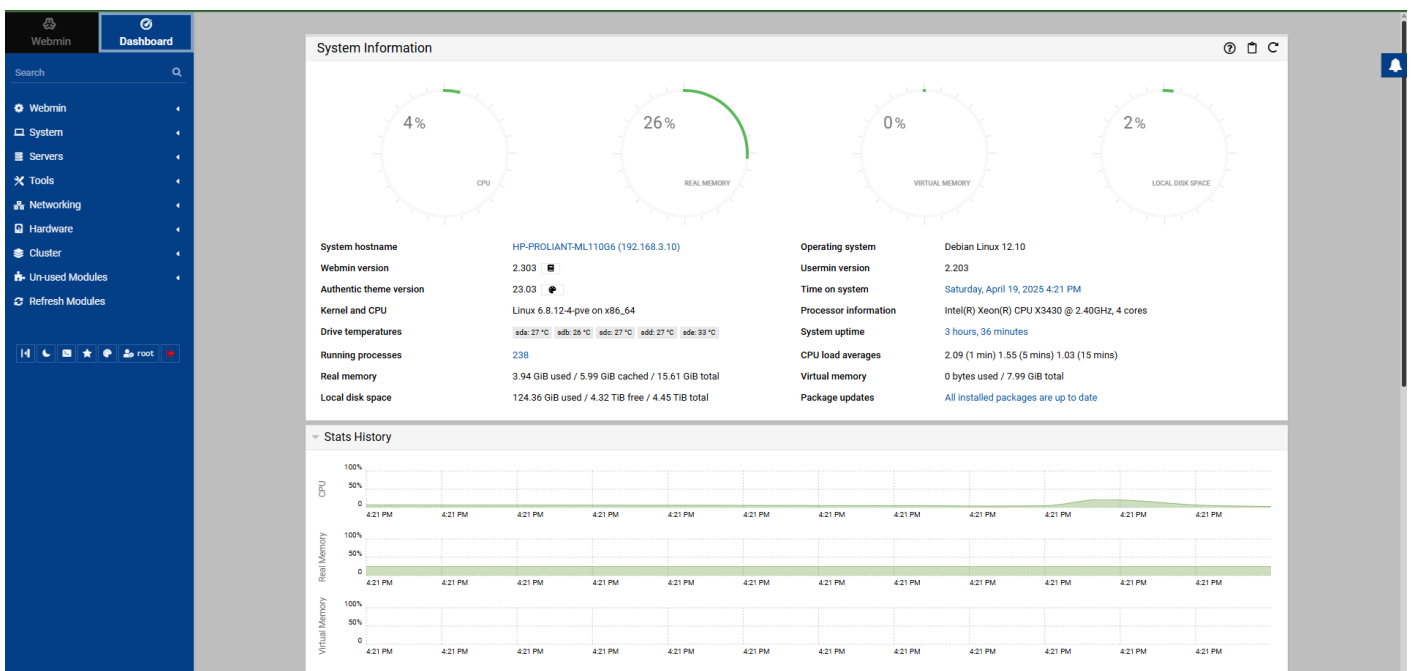 Webmin
Dashboard
Search
Webmin
System
Servers
Tools
Networking
Hardware
Cluster
Un-used Modules
Refresh Modules
root
System Information
4%
CPU
26%
REAL MEMORY
0%
VIRTUAL MEMORY
2%
LOCAL DISK SPACE
System hostname HP-PROLIANT-ML110G6 (192.168.3.10) Operating system Debian Linux 12.10
Webmin version 2.303 Usermin version 2.203
Authentic theme version 23.03 Time on system Saturday, April 19, 2025 4:21 PM
Kernel and CPU Linux 6.8.12-4-pve on x86_64 Processor information Intel(R) Xeon(R) CPU X3430 @ 2.40GHz, 4 cores
Drive temperatures sda: 27 °C sdb: 26 °C sdc: 27 °C sdd: 27 °C sde: 33 °C System uptime 3 hours, 36 minutes
Running processes 238 CPU load averages 2.09 (1 min) 1.55 (5 mins) 1.03 (15 mins)
Real memory 3.94 GiB used / 5.99 GiB cached / 15.61 GiB total Virtual memory 0 bytes used / 7.99 GiB total
Local disk space 124.36 GiB used / 4.32 TiB free / 4.45 TiB total Package updates All installed packages are up to date
Stats History
CPU
100%
50%
0
4:21 PM 4:21 PM 4:21 PM 4:21 PM 4:21 PM 4:21 PM 4:21 PM 4:21 PM 4:21 PM 4:21 PM 4:21 PM 4:21 PM
Real Memory
100%
50%
0
4:21 PM 4:21 PM 4:21 PM 4:21 PM 4:21 PM 4:21 PM 4:21 PM 4:21 PM 4:21 PM 4:21 PM 4:21 PM 4:21 PM
Virtual Memory
100%
50%
0
4:21 PM 4:21 PM 4:21 PM 4:21 PM 4:21 PM 4:21 PM 4:21 PM 4:21 PM 4:21 PM 4:21 PM 4:21 PM 4:21 PM